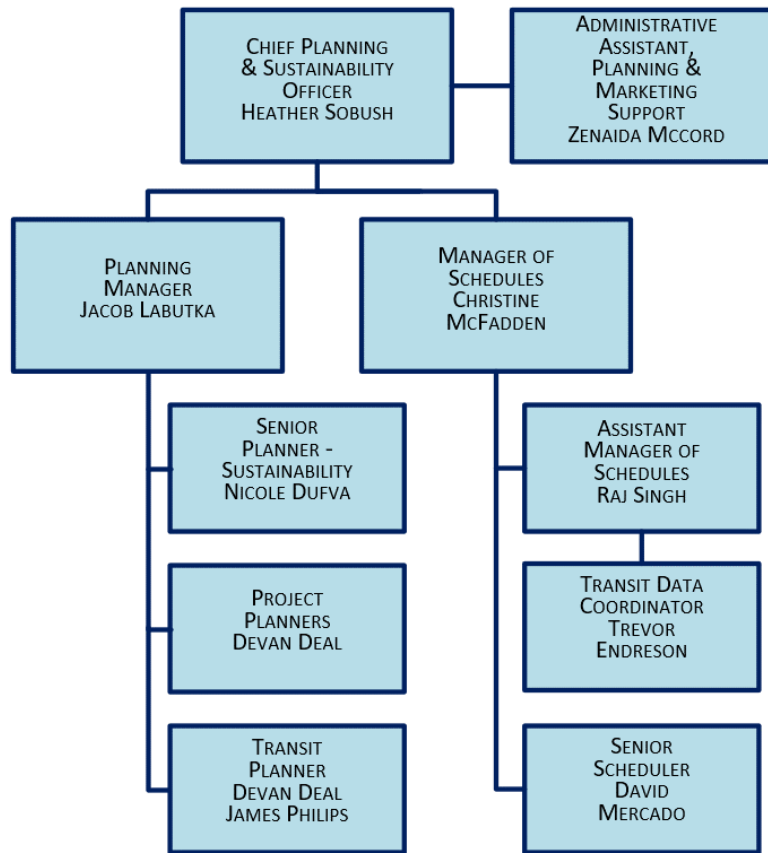 Chief Planning
& Sustainability
Officer
Heather Sobush
Administrative
Assistant,
Planning &
Marketing
Support
Zenaida Mccord
Planning
Manager
Jacob Labutka
Manager of
Schedules
Christine
McFadden
Senior
Planner -
Sustainability
Nicole Dufva
Assistant
Manager of
Schedules
Raj Singh
Project
Planners
Devan Deal
Transit Data
Coordinator
Trevor
Endreson
Transit
Planner
Devan Deal
James Philips
Senior
Scheduler
David
Mercado